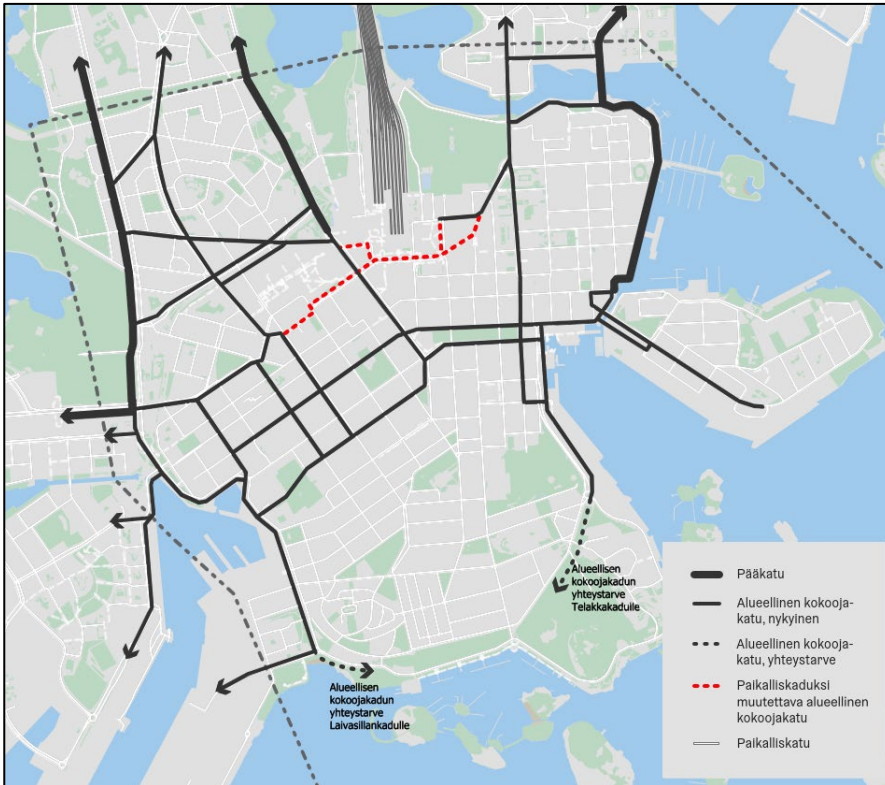 Alueellisen
kokoojakadun
yhteystarve
Telakkakadulle
Alueellisen
kokoojakadun
yhteystarve
Laivasillankadulle
Pääkatu
Alueellinen kokooja-
katu, nykyinen
Alueellinen kokooja-
katu, yhteystarve
Paikalliskaduksi
muutettava alueellinen
kokoojakatu
Paikalliskatu